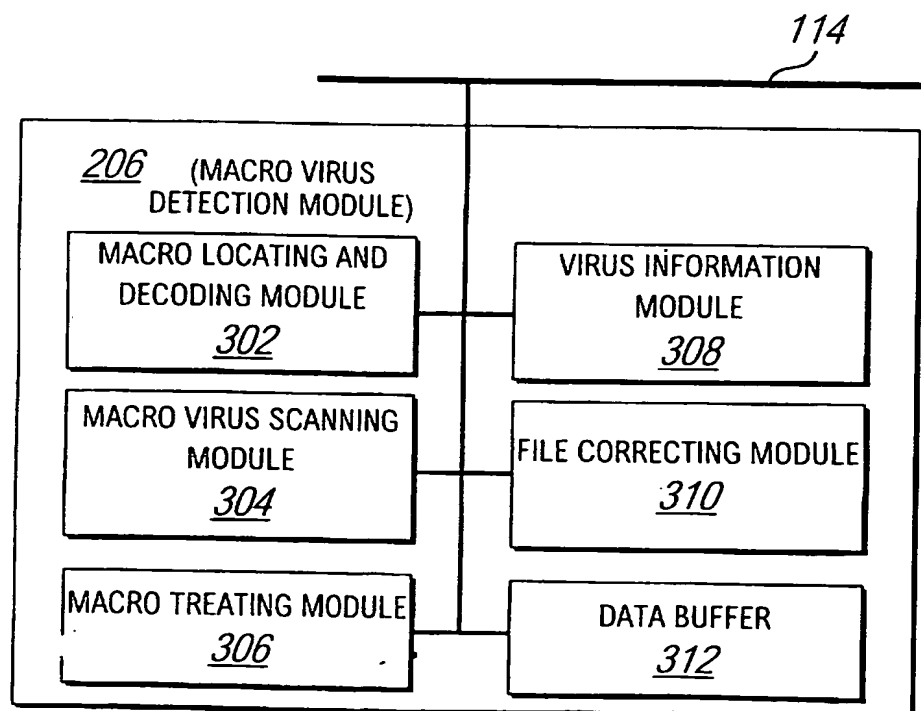 114
206 (MACRO VIRUS
DETECTION MODULE)
MACRO LOCATING AND
DECODING MODULE
302
VIRUS INFORMATION
MODULE
308
MACRO VIRUS SCANNING
MODULE
304
FILE CORRECTING MODULE
310
MACRO TREATING MODULE
306
DATA BUFFER
312